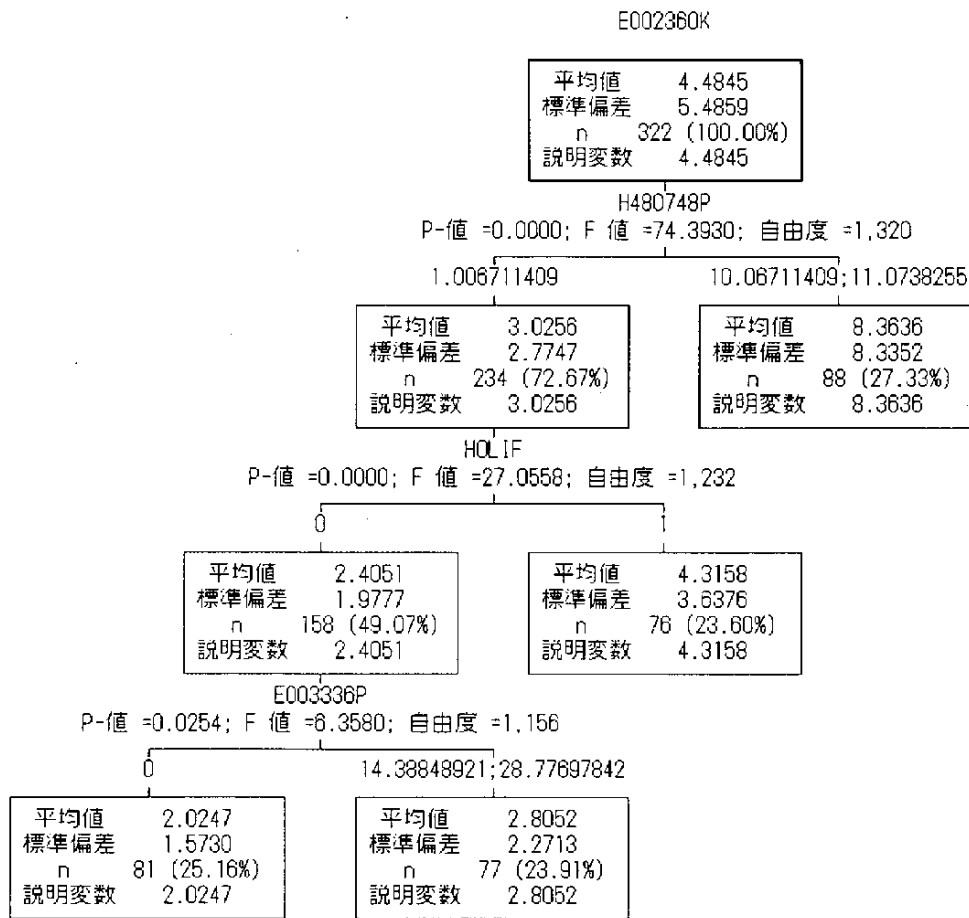 E002360K
平均値 4.4845
標準偏差 5.4859
n 322 (100.00%)
説明変数 4.4845
H480748P
P-値 =0.0000; F 値 =74.3930; 自由度 =1,320
1.006711409
10.06711409;11.0738255
平均値 3.0256
標準偏差 2.7747
n 234 (72.67%)
説明変数 3.0256
平均値 8.3636
標準偏差 8.3352
n 88 (27.33%)
説明変数 8.3636
HOLIF
P-値 =0.0000; F 値 =27.0558; 自由度 =1,232
0
1
平均値 2.4051
標準偏差 1.9777
n 158 (49.07%)
説明変数 2.4051
平均値 4.3158
標準偏差 3.6376
n 76 (23.60%)
説明変数 4.3158
E003336P
P-値 =0.0254; F 値 =6.3580; 自由度 =1,156
0
14.38848921;28.77697842
平均値 2.0247
標準偏差 1.5730
n 81 (25.16%)
説明変数 2.0247
平均値 2.8052
標準偏差 2.2713
n 77 (23.91%)
説明変数 2.8052